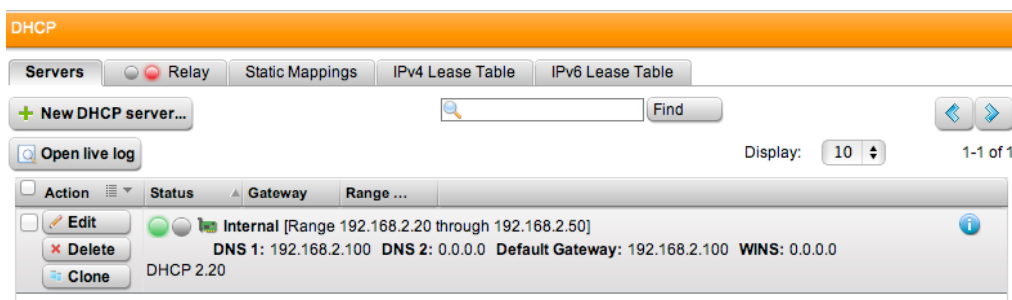 DHCP
Servers Relay Static Mappings IPv4 Lease Table IPv6 Lease Table
+ New DHCP server... Find
Open live log Display: 10 1-1 of 1
Action Status Gateway Range ...
Edit Internal [Range 192.168.2.20 through 192.168.2.50]
Delete DNS 1: 192.168.2.100 DNS 2: 0.0.0.0 Default Gateway: 192.168.2.100 WINS: 0.0.0.0
Clone DHCP 2.20